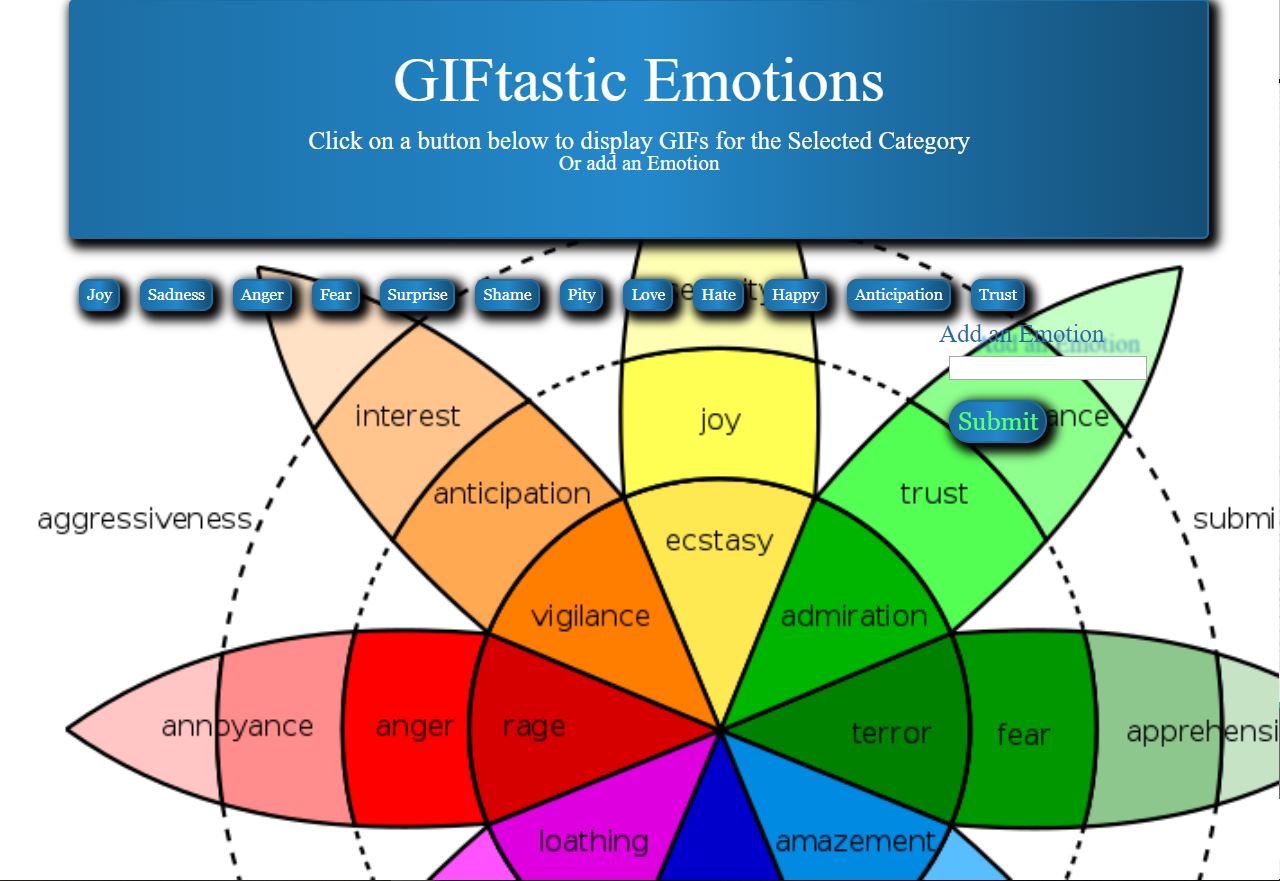 GIFtastic Emotions
Click on a button below to display GIFs for the Selected Category
Or add an Emotion
Joy Sadness Anger Fear Surprise Shame Pity Love Hate Happy Anticipation Trust
Add an Emotion
Submit
interest
joy
anticipation
trust
aggressiveness
submi
ecstasy
vigilance
admiration
annoyance
anger
rage
terror
fear
apprehensi
loathing
amazement